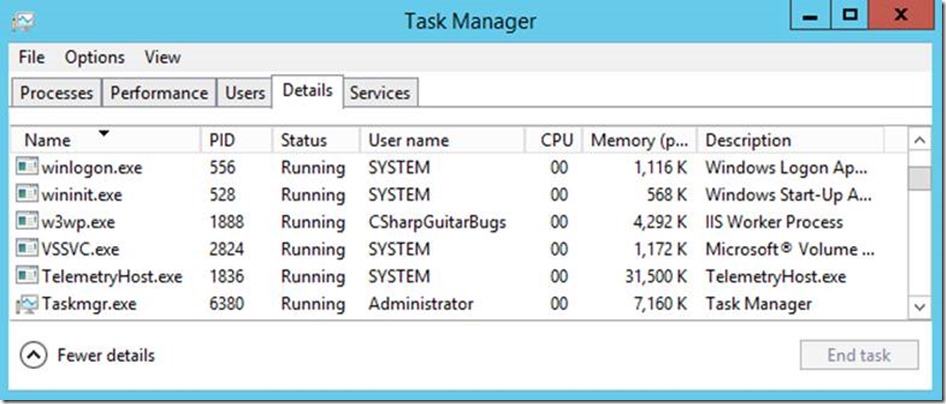 Task Manager
File Options View
Processes Performance Users Details Services
Name PID Status User name CPU Memory (p... Description
winlogon.exe 556 Running SYSTEM 00 1,116 K Windows Logon Ap...
wininit.exe 528 Running SYSTEM 00 568 K Windows Start-Up A...
w3wp.exe 1888 Running CSharpGuitarBugs 00 4,292 K IIS Worker Process
VSSVC.exe 2824 Running SYSTEM 00 1,172 K Microsoft® Volume ...
TelemetryHost.exe 1836 Running SYSTEM 00 31,500 K TelemetryHost.exe
Taskmgr.exe 6380 Running Administrator 00 7,160 K Task Manager
Fewer details End task